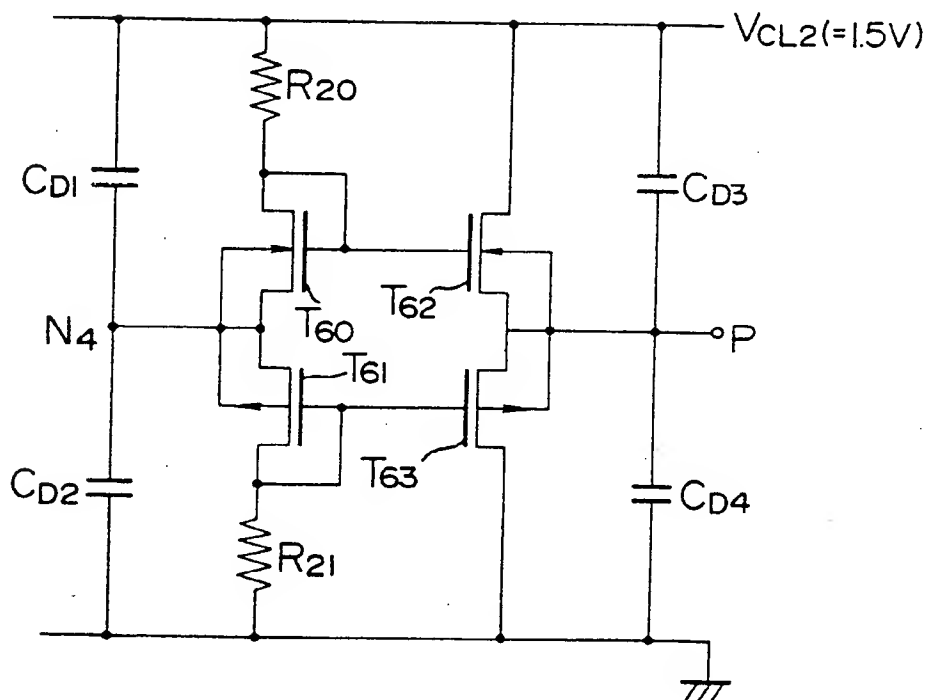 VCL2(=1.5V)
R20
CD1
CD3
T62
T60
N4
P
T61
T63
CD2
CD4
R21